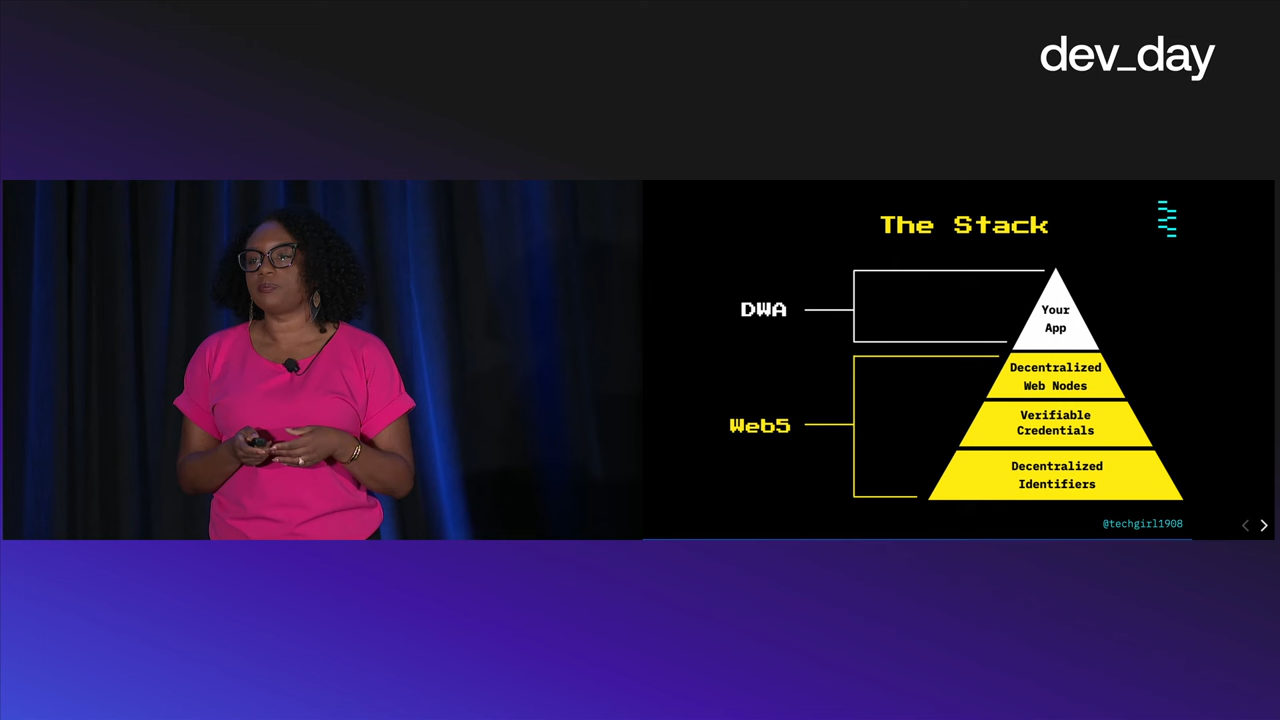 dev_day
The Stack
DWA
Your
App
Web5
Decentralized
Web Nodes
Verifiable
Credentials
Decentralized
Identifiers
@techgirl1908